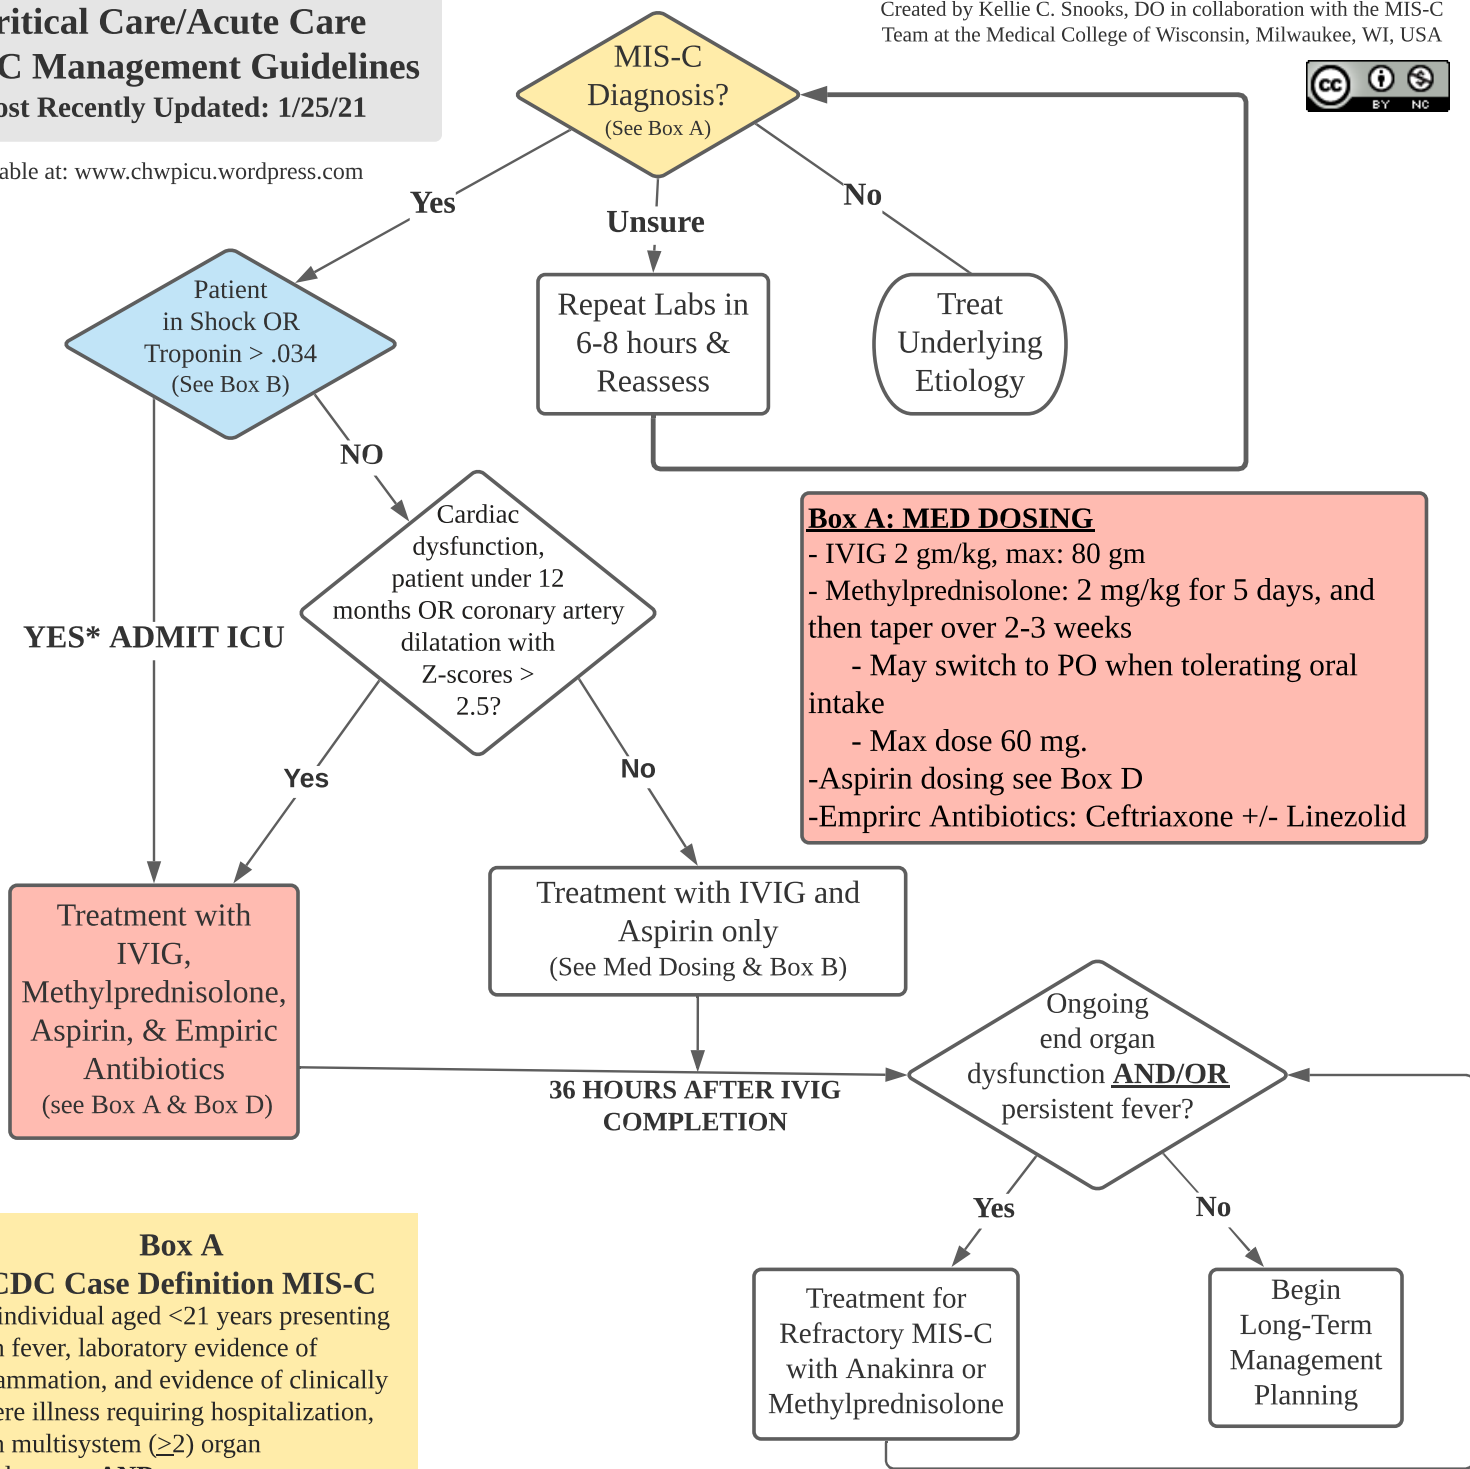 ritical Care/Acute Care
C Management Guidelines
ost Recently Updated: 1/25/21
able at: www.chwpicu.wordpress.com
Created by Kellie C. Snooks, DO in collaboration with the MIS-C
Team at the Medical College of Wisconsin, Milwaukee, WI, USA
cc
BY NC
MIS-C
Diagnosis?
(See Box A)
Yes
Unsure
No
Patient
in Shock OR
Troponin > .034
(See Box B)
Repeat Labs in
6-8 hours &
Reassess
Treat
Underlying
Etiology
NO
YES* ADMIT ICU
Cardiac
dysfunction,
patient under 12
months OR coronary artery
dilatation with
Z-scores >
2.5?
Yes
No
Box A: MED DOSING
- IVIG 2 gm/kg, max: 80 gm
- Methylprednisolone: 2 mg/kg for 5 days, and
then taper over 2-3 weeks
- May switch to PO when tolerating oral
intake
- Max dose 60 mg.
-Aspirin dosing see Box D
-Emprirc Antibiotics: Ceftriaxone +/- Linezolid
Treatment with
IVIG,
Methylprednisolone,
Aspirin, & Empiric
Antibiotics
(see Box A & Box D)
Treatment with IVIG and
Aspirin only
(See Med Dosing & Box B)
36 HOURS AFTER IVIG
COMPLETION
Ongoing
end organ
dysfunction AND/OR
persistent fever?
Yes
No
Treatment for
Refractory MIS-C
with Anakinra or
Methylprednisolone
Begin
Long-Term
Management
Planning
Box A
CDC Case Definition MIS-C
individual aged <21 years presenting
n fever, laboratory evidence of
ammation, and evidence of clinically
ere illness requiring hospitalization,
n multisystem (>2) organ